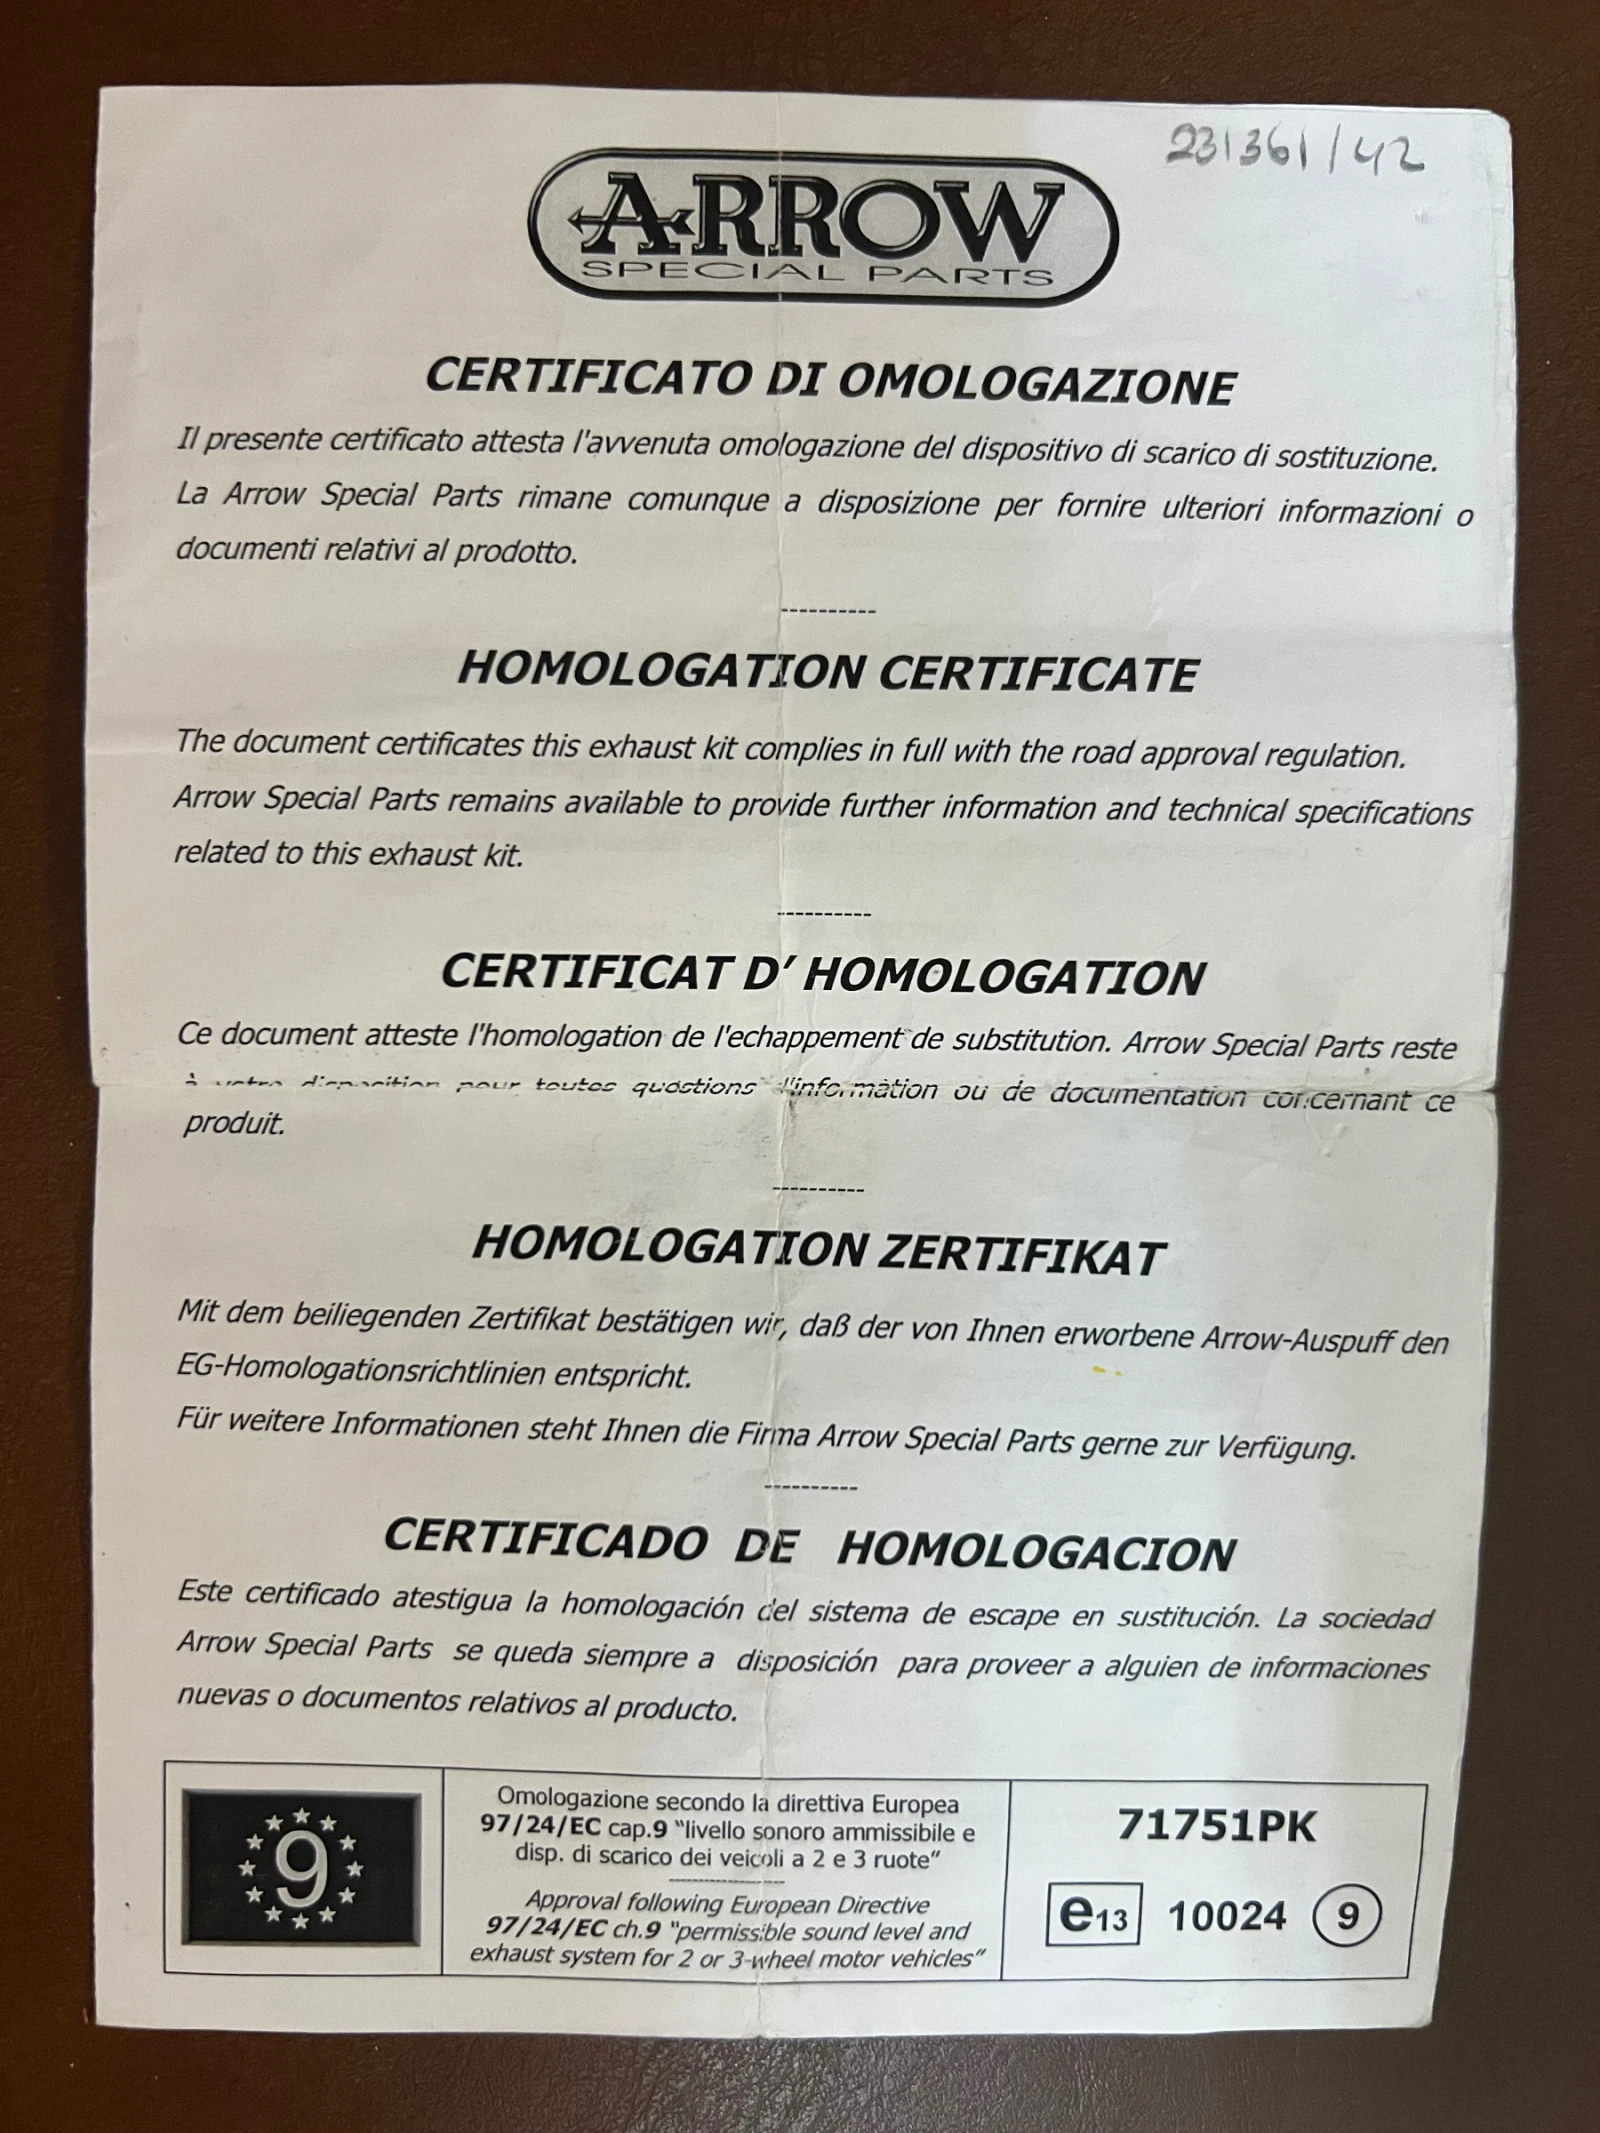 231361/42
ARROW
SPECIAL PARTS
CERTIFICATO DI OMOLOGAZIONE
Il presente certificato attesta l'avvenuta omologazione del dispositivo di scarico di sostituzione.
La Arrow Special Parts rimane comunque a disposizione per fornire ulteriori informazioni o
documenti relativi al prodotto.
----------
HOMOLOGATION CERTIFICATE
The document certificates this exhaust kit complies in full with the road approval regulation.
Arrow Special Parts remains available to provide further information and technical specifications
related to this exhaust kit.
----------
CERTIFICAT D' HOMOLOGATION
Ce document atteste l'homologation de l'echappement de substitution. Arrow Special Parts reste
à votre disposition pour toutes questions d'information ou de documentation concernant ce
produit.
----------
HOMOLOGATION ZERTIFIKAT
Mit dem beiliegenden Zertifikat bestätigen wir, daß der von Ihnen erworbene Arrow-Auspuff den
EG-Homologationsrichtlinien entspricht.
Für weitere Informationen steht Ihnen die Firma Arrow Special Parts gerne zur Verfügung.
----------
CERTIFICADO DE HOMOLOGACION
Este certificado atestigua la homologación del sistema de escape en sustitución. La sociedad
Arrow Special Parts se queda siempre a disposición para proveer a alguien de informaciones
nuevas o documentos relativos al producto.
9
Omologazione secondo la direttiva Europea
97/24/EC cap.9 "livello sonoro ammissibile e
disp. di scarico dei veicoli a 2 e 3 ruote"
--------------------
Approval following European Directive
97/24/EC ch.9 "permissible sound level and
exhaust system for 2 or 3-wheel motor vehicles"
71751PK
e13 10024 9